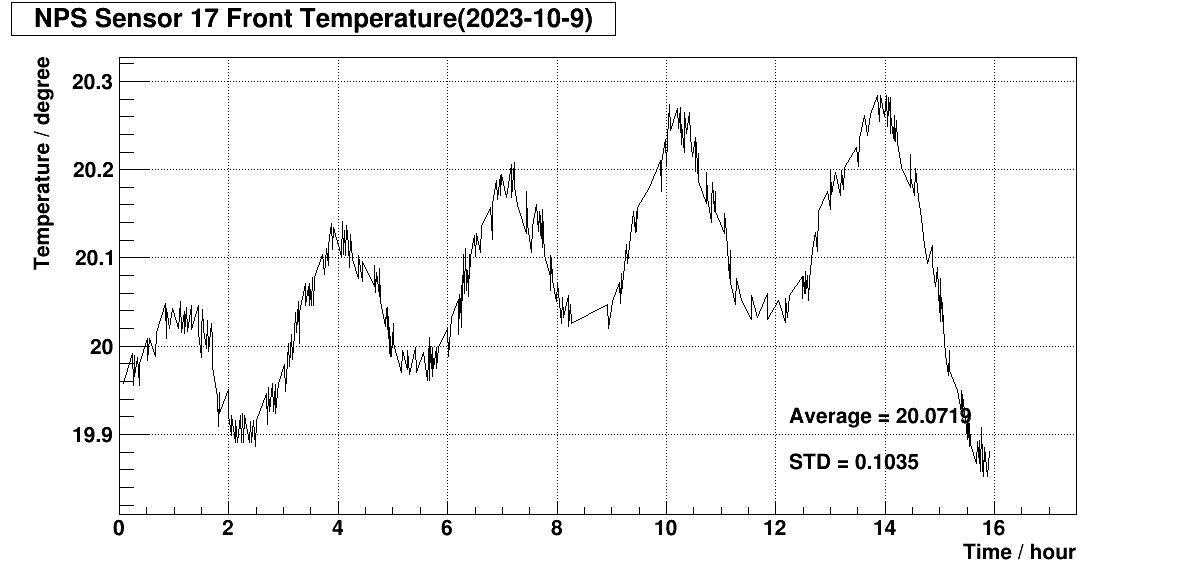 NPS Sensor 17 Front Temperature(2023-10-9)
Temperature / degree
20.3
20.2
20.1
20
19.9
Average = 20.0719
STD = 0.1035
0 2 4 6 8 10 12 14 16
Time / hour